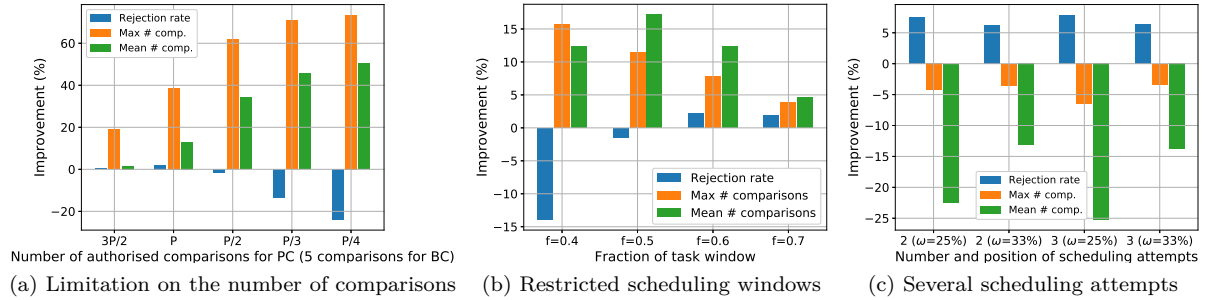 Improvement (%)
60
40
20
0
−20
Rejection rate
Max # comp.
Mean # comp.
3P/2 P P/2 P/3 P/4
Number of authorised comparisons for PC (5 comparisons for BC)
(a) Limitation on the number of comparisons
Improvement (%)
15
10
5
0
−5
−10
−15
Rejection rate
Max # comparisons
Mean # comparisons
f=0.4 f=0.5 f=0.6 f=0.7
Fraction of task window
(b) Restricted scheduling windows
Improvement (%)
5
0
−5
−10
−15
−20
−25
Rejection rate
Max # comp.
Mean # comp.
2 (ω=25%) 2 (ω=33%) 3 (ω=25%) 3 (ω=33%)
Number and position of scheduling attempts
(c) Several scheduling attempts